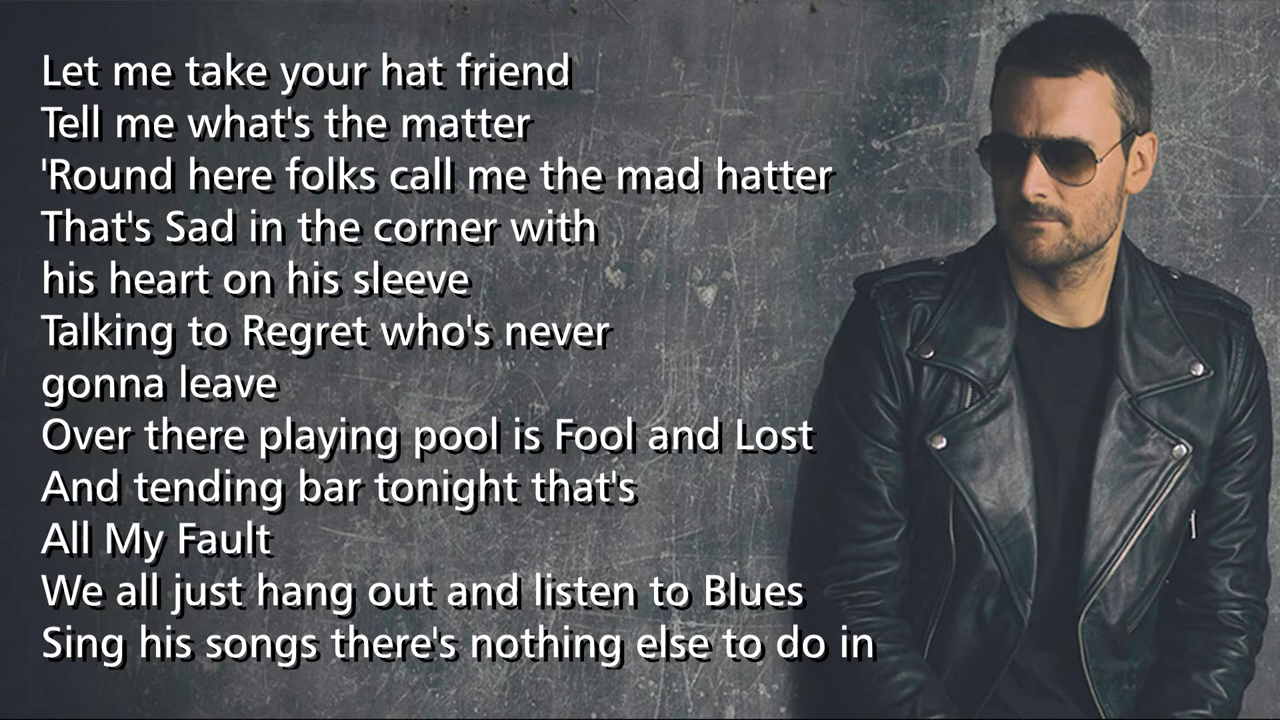 Let me take your hat friend
Tell me what's the matter
'Round here folks call me the mad hatter
That's Sad in the corner with
his heart on his sleeve
Talking to Regret who's never
gonna leave
Over there playing pool is Fool and Lost
And tending bar tonight that's
All My Fault
We all just hang out and listen to Blues
Sing his songs there's nothing else to do in